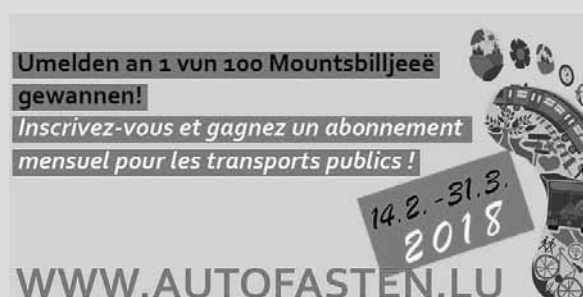 Umelden an 1 vun 100 Mountsbilljeeë
gewannen!
Inscrivez-vous et gagnez un abonnement
mensuel pour les transports publics !
14.2.-31.3.
2018
WWW.AUTOFASTEN.LU